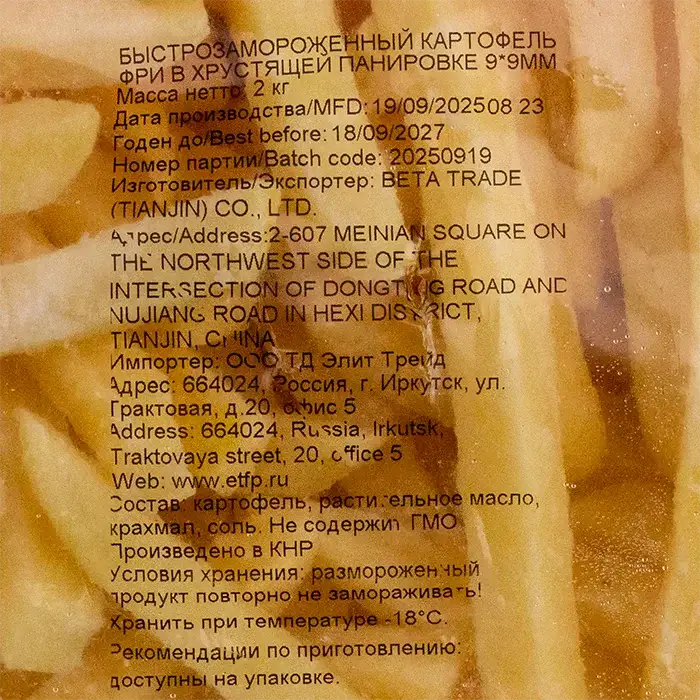 БЫСТРОЗАМОРОЖЕННЫЙ КАРТОФЕЛЬ
ФРИ В ХРУСТЯЩЕЙ ПАНИРОВКЕ 9*9ММ
Масса нетто: 2 кг
Дата производства/MFD: 19/09/2025 08 23
Годен до/Best before: 18/09/2027
Номер партии/Batch code: 20250919
Изготовитель/Экспортер: BETA TRADE
(TIANJIN) CO., LTD.
Адрес/Address:2-607 MEINIAN SQUARE ON
THE NORTHWEST SIDE OF THE
INTERSECTION OF DONGTING ROAD AND
NUJIANG ROAD IN HEXI DISTRICT,
TIANJIN, CHINA
Импортер: ООО ТД Элит Трейд
Адрес: 664024, Россия, г. Иркутск, ул.
Трактовая, д.20, офис 5
Address: 664024, Russia, Irkutsk,
Traktovaya street, 20, office 5
Web: www.etfp.ru
Состав: картофель, растительное масло,
крахмал, соль. Не содержит ГМО
Произведено в КНР
Условия хранения: размороженный
продукт повторно не замораживать!
Хранить при температуре -18°C.
Рекомендации по приготовлению:
доступны на упаковке.